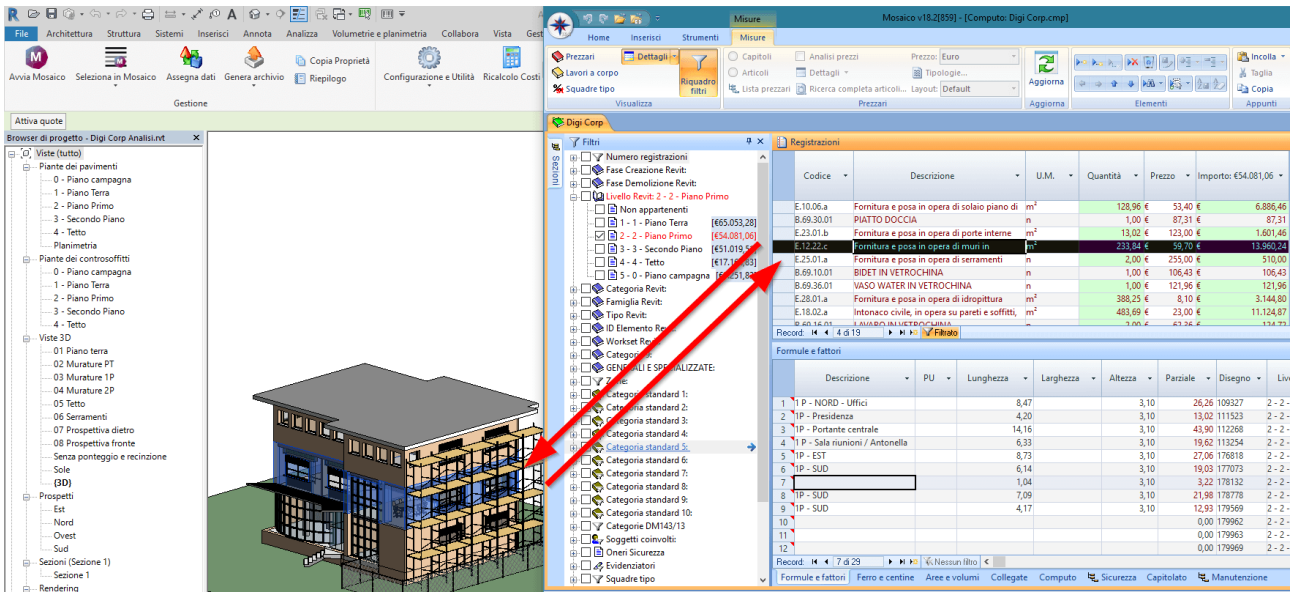 File Architettura Struttura Sistemi Inserisci Annota Analizza Volumetrie e planimetria Collabora Vista Gest
Avvia Mosaico Seleziona in Mosaico Assegna dati Genera archivio Copia Proprietà Riepilogo Configurazione e Utilità Ricalcolo Costi
Gestione
Attiva quote
Browser di progetto - Digi Corp Analisi.rvt
Viste (tutto)
Piante dei pavimenti
0 - Piano campagna
1 - Piano Terra
2 - Piano Primo
3 - Secondo Piano
4 - Tetto
Planimetria
Piante dei controsoffitti
0 - Piano campagna
1 - Piano Terra
2 - Piano Primo
3 - Secondo Piano
4 - Tetto
Viste 3D
01 Piano terra
02 Murature PT
03 Murature 1P
04 Murature 2P
05 Tetto
06 Serramenti
07 Prospettiva dietro
08 Prospettiva fronte
Senza ponteggio e recinzione
Sole
(3D)
Prospetti
Est
Nord
Ovest
Sud
Sezioni (Sezione 1)
Sezione 1
Rendering
Misure Mosaico v18.2[859] - [Computo: Digi Corp.cmp]
Home Inserisci Strumenti Misure
Prezzari Dettagli Capitoli Analisi prezzi Prezzo: Euro Incolla
Lavori a corpo Articoli Dettagli Tipologie... Taglia
Squadre tipo Riquadro filtri Lista prezzari Ricerca completa articoli... Layout: Default Aggiorna Copia
Visualizza Prezzari Aggiorna Elementi Appunti
Digi Corp
Sezioni
Filtri
Numero registrazioni
Fase Creazione Revit:
Fase Demolizione Revit:
Livello Revit: 2 - 2 - Piano Primo
Non appartenenti
1 - 1 - Piano Terra [€65.053,28]
2 - 2 - Piano Primo [€54.081,06]
3 - 3 - Secondo Piano
4 - 4 - Tetto
5 - 0 - Piano campagna
Categoria Revit:
Famiglia Revit:
Tipo Revit:
ID Elemento Revit:
Workset Revit:
GENERALI E SPECIALIZZATE:
Categoria standard 1:
Categoria standard 2:
Categoria standard 3:
Categoria standard 4:
Categoria standard 5:
Categoria standard 6:
Categoria standard 7:
Categoria standard 8:
Categoria standard 9:
Categoria standard 10:
Categorie DM143/13
Soggetti coinvolti:
Oneri Sicurezza
Evidenziatori
Squadre tipo
Registrazioni
Codice Descrizione U.M. Quantità Prezzo Importo: €54.081,06
E.10.06.a Fornitura e posa in opera di solaio piano di m² 128,96 € 53,40 € 6.886,46
B.69.30.01 PIATTO DOCCIA n 1,00 € 87,31 € 87,31
E.23.01.b Fornitura e posa in opera di porte interne m² 13,02 € 123,00 € 1.601,46
E.12.22.c Fornitura e posa in opera di muri in m² 233,84 € 59,70 € 13.960,24
E.25.01.a Fornitura e posa in opera di serramenti n 2,00 € 255,00 € 510,00
B.69.10.01 BIDET IN VETROCHINA n 1,00 € 106,43 € 106,43
B.69.36.01 VASO WATER IN VETROCHINA n 1,00 € 121,96 € 121,96
E.28.01.a Fornitura e posa in opera di idropittura m² 388,25 € 8,10 € 3.144,80
E.18.02.a Intonaco civile, in opera su pareti e soffitti, m² 483,69 € 23,00 € 11.124,87
Record: 4 di 19 Filtrato
Formule e fattori
Descrizione PU Lunghezza Larghezza Altezza Parziale Disegno Live
1 1 P - NORD - Uffici 8,47 3,10 26,26 109327 2 - 2 -
2 1P - Presidenza 4,20 3,10 13,02 111523 2 - 2 -
3 1P - Portante centrale 14,16 3,10 43,90 112268 2 - 2 -
4 1 P - Sala riunioni / Antonella 6,33 3,10 19,62 113254 2 - 2 -
5 1P - EST 8,73 3,10 27,06 176818 2 - 2 -
6 1P - SUD 6,14 3,10 19,03 177073 2 - 2 -
7 1,04 3,10 3,22 178132 2 - 2 -
8 1P - SUD 7,09 3,10 21,98 178778 2 - 2 -
9 1P - SUD 4,17 3,10 12,93 179569 2 - 2 -
10 0,00 179962 2 - 2 -
11 0,00 179963 2 - 2 -
12 0,00 179969 2 - 2 -
Record: 7 di 29 Nessun filtro
Formule e fattori Ferro e centine Aree e volumi Collegate Computo Sicurezza Capitolato Manutenzione